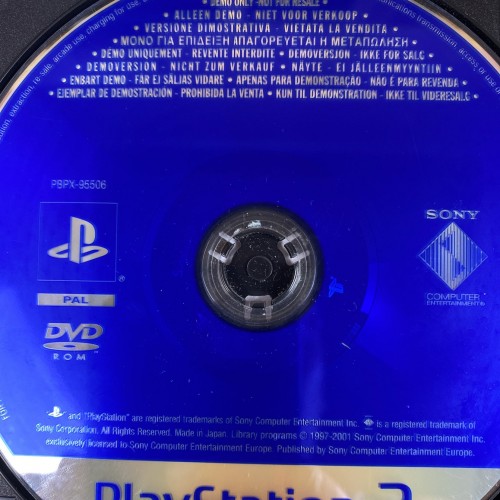 DEMO ONLY - NOT FOR RESALE
• ALLEEN DEMO - NIET VOOR VERKOOP •
• VERSIONE DIMOSTRATIVA - VIETATA LA VENDITA •
• ΜΟΝΟ ΓΙΑ ΕΠΙΔΕΙΞΗ ΑΠΑΓΟΡΕΥΕΤΑΙ Η ΜΕΤΑΠΩΛΗΣΗ •
• DÉMO UNIQUEMENT - REVENTE INTERDITE • DEMOVERSION - IKKE FOR SALG •
• DEMOVERSION - NICHT ZUM VERKAUF • NÄYTE - EI JÄLLEENMYYNTIIN •
• ENBART DEMO - FÅR EJ SÄLJAS VIDARE • APENAS PARA DEMONSTRAÇÃO - NÃO É PARA REVENDA •
• EJEMPLAR DE DEMOSTRACIÓN - PROHIBIDA LA VENTA • KUN TIL DEMONSTRATION - IKKE TIL VIDERESALG •
PBPX-95506
SONY
COMPUTER
ENTERTAINMENT®
PAL
DVD
ROM
and "PlayStation" are registered trademarks of Sony Computer Entertainment Inc. is a registered trademark of
Sony Corporation. All Rights Reserved. Made in Japan. Library programs © 1997-2001 Sony Computer Entertainment Inc.
exclusively licensed to Sony Computer Entertainment Europe. Published by Sony Computer Entertainment Europe.
PlayStation 2